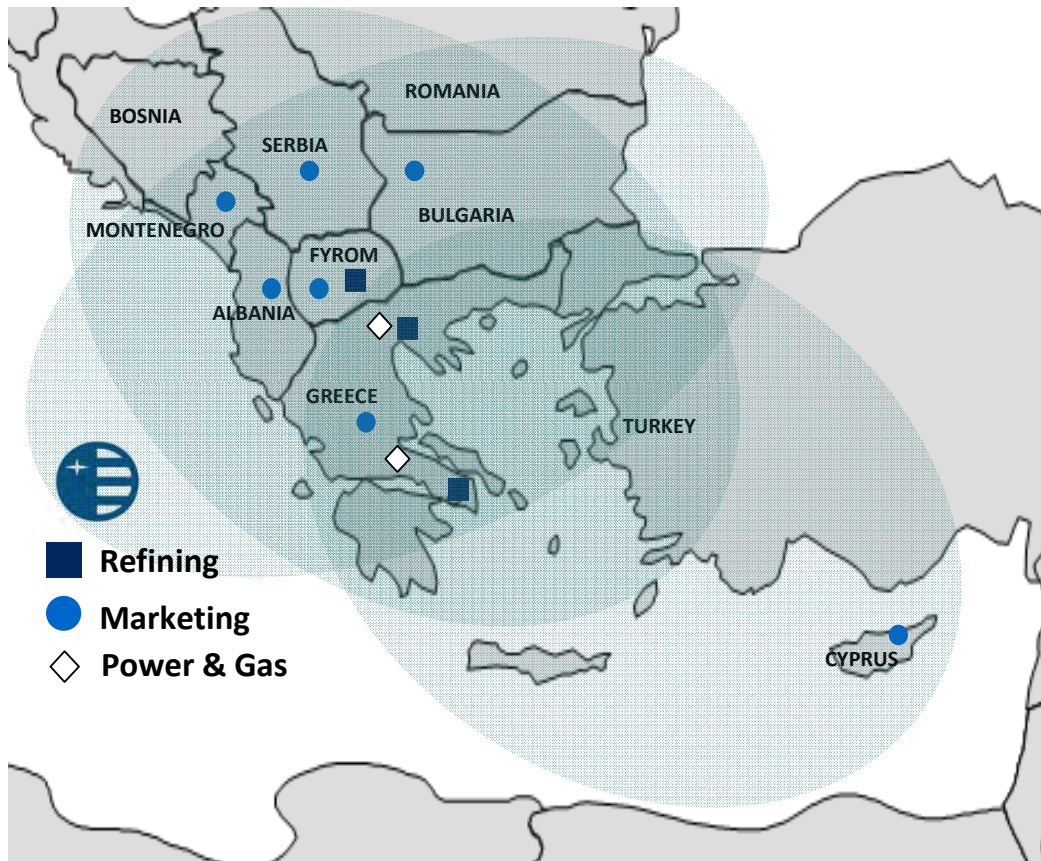 ROMANIA
BOSNIA
SERBIA
BULGARIA
MONTENEGRO
FYROM
ALBANIA
GREECE
TURKEY
Refining
Marketing
Power & Gas
CYPRUS